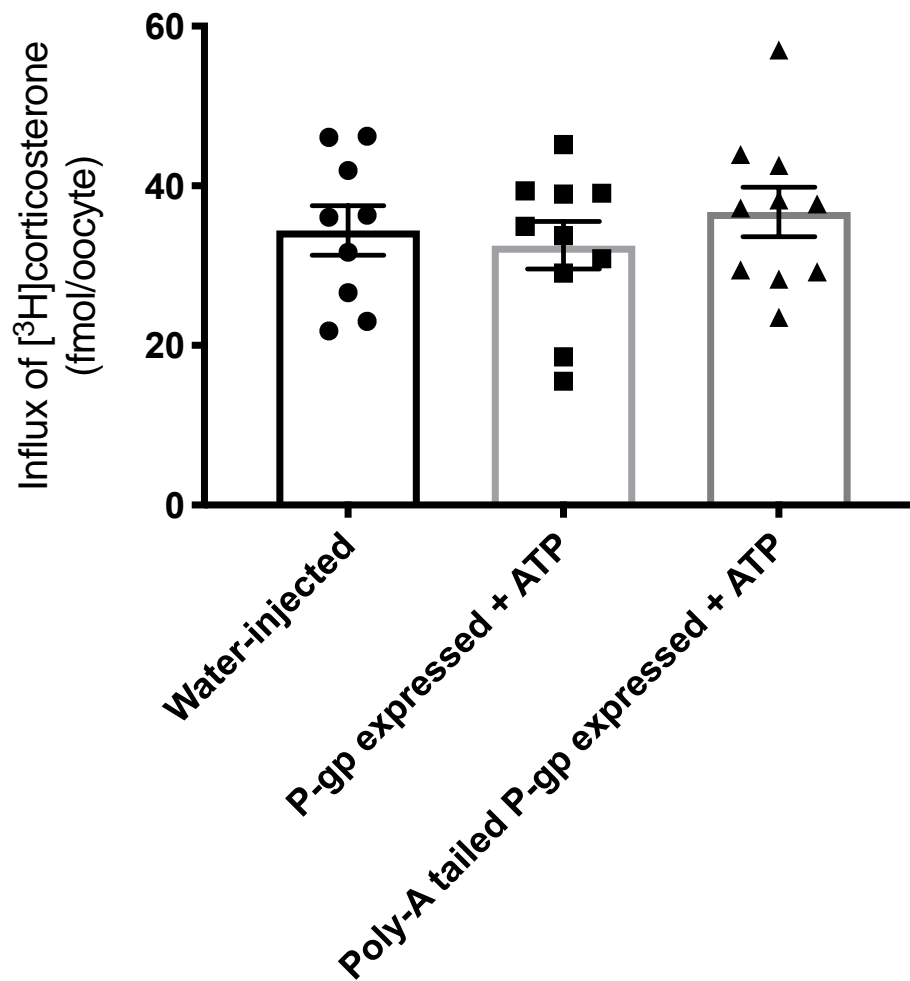 Influx of [³H]corticosterone
(fmol/oocyte)
60
40
20
0
Water-injected
P-gp expressed + ATP
Poly-A tailed P-gp expressed + ATP